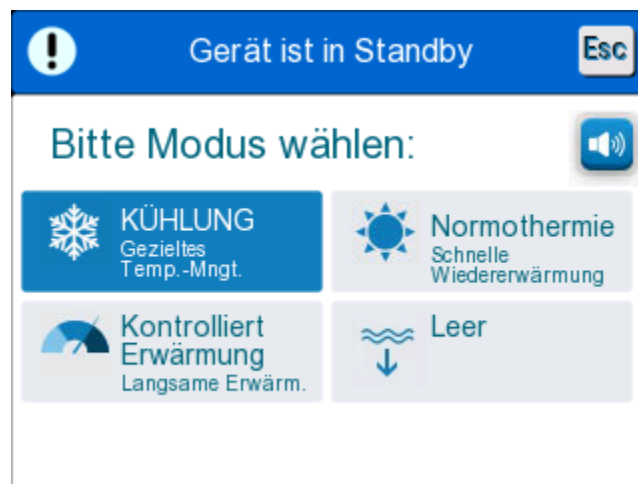 Gerät ist in Standby
Esc
Bitte Modus wählen:
KÜHLUNG
Gezieltes
Temp.-Mngt.
Normothermie
Schnelle
Wiedererwärmung
Kontrolliert
Erwärmung
Langsame Erwärm.
Leer